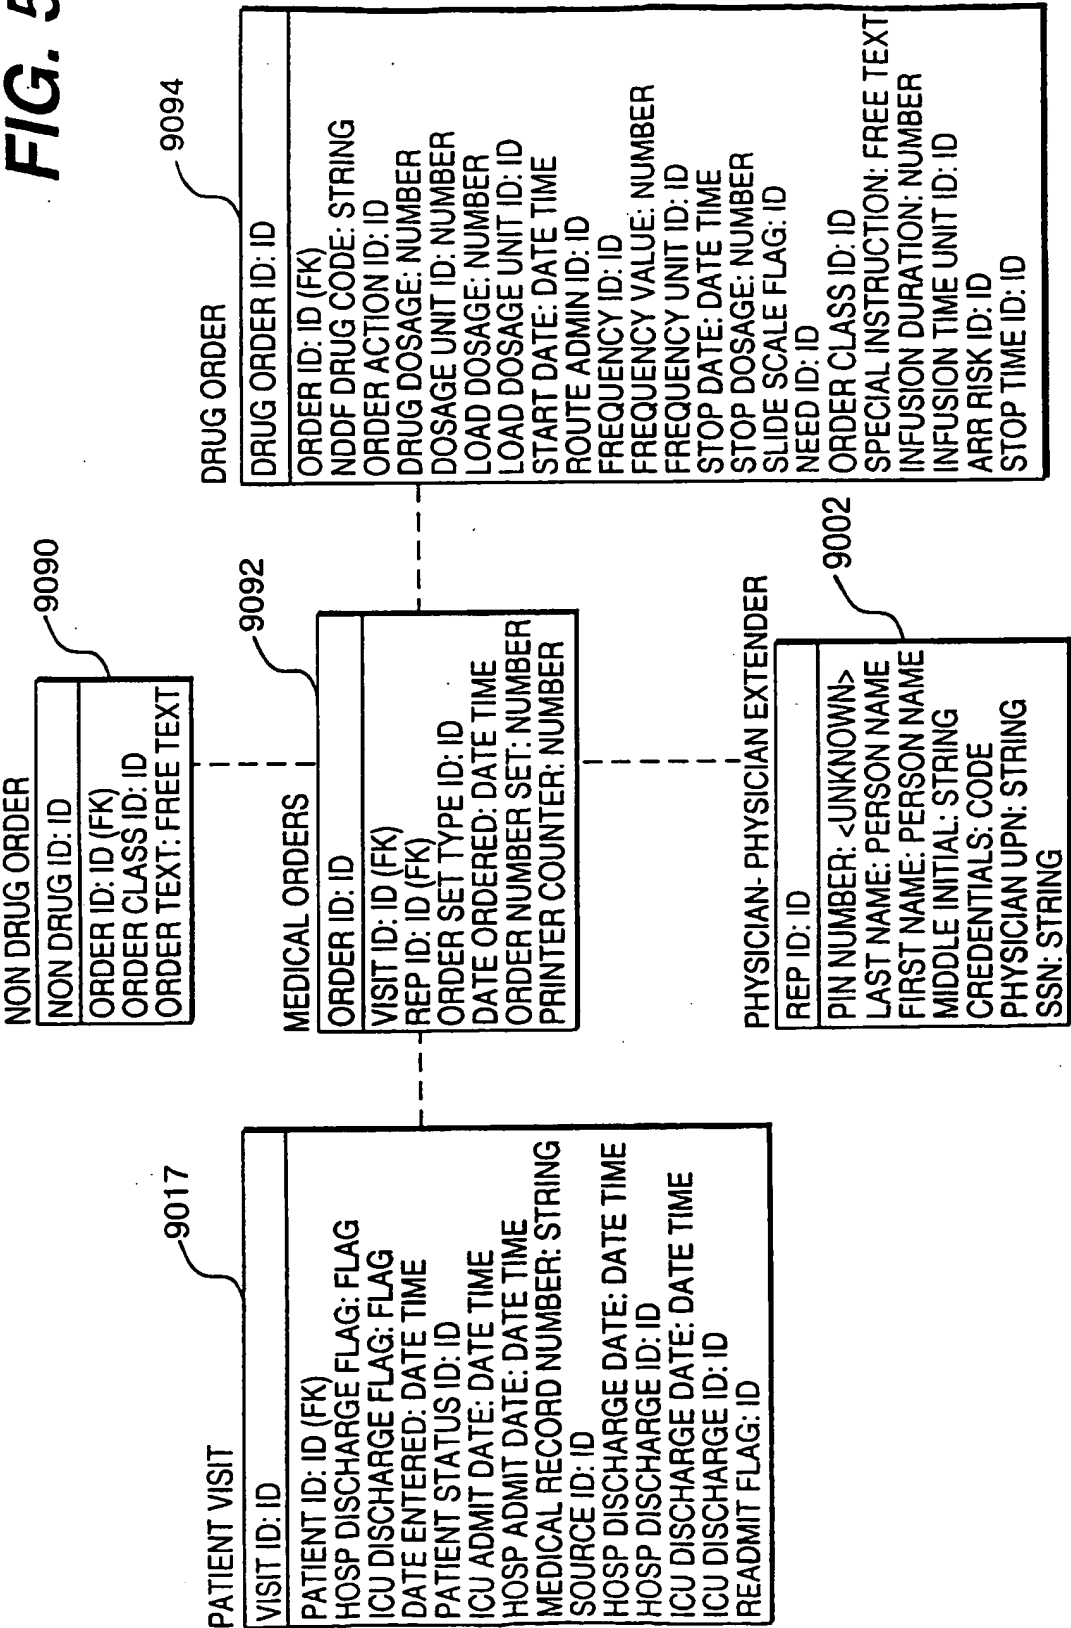 FIG. 5
NON DRUG ORDER
9090
NON DRUG ID: ID
ORDER ID: ID (FK)
ORDER CLASS ID: ID
ORDER TEXT: FREE TEXT
PATIENT VISIT
9017
VISIT ID: ID
PATIENT ID: ID (FK)
HOSP DISCHARGE FLAG: FLAG
ICU DISCHARGE FLAG: FLAG
DATE ENTERED: DATE TIME
PATIENT STATUS ID: ID
ICU ADMIT DATE: DATE TIME
HOSP ADMIT DATE: DATE TIME
MEDICAL RECORD NUMBER: STRING
SOURCE ID: ID
HOSP DISCHARGE DATE: DATE TIME
HOSP DISCHARGE ID: ID
ICU DISCHARGE DATE: DATE TIME
ICU DISCHARGE ID: ID
READMIT FLAG: ID
MEDICAL ORDERS
9092
ORDER ID: ID
VISIT ID: ID (FK)
REP ID: ID (FK)
ORDER SET TYPE ID: ID
DATE ORDERED: DATE TIME
ORDER NUMBER SET: NUMBER
PRINTER COUNTER: NUMBER
DRUG ORDER
9094
DRUG ORDER ID: ID
ORDER ID: ID (FK)
NDDF DRUG CODE: STRING
ORDER ACTION ID: ID
DRUG DOSAGE: NUMBER
DOSAGE UNIT ID: NUMBER
LOAD DOSAGE: NUMBER
LOAD DOSAGE UNIT ID: ID
START DATE: DATE TIME
ROUTE ADMIN ID: ID
FREQUENCY ID: ID
FREQUENCY VALUE: NUMBER
FREQUENCY UNIT ID: ID
STOP DATE: DATE TIME
STOP DOSAGE: NUMBER
SLIDE SCALE FLAG: ID
NEED ID: ID
ORDER CLASS ID: ID
SPECIAL INSTRUCTION: FREE TEXT
INFUSION DURATION: NUMBER
INFUSION TIME UNIT ID: ID
ARR RISK ID: ID
STOP TIME ID: ID
PHYSICIAN- PHYSICIAN EXTENDER
9002
REP ID: ID
PIN NUMBER: <UNKNOWN>
LAST NAME: PERSON NAME
FIRST NAME: PERSON NAME
MIDDLE INITIAL: STRING
CREDENTIALS: CODE
PHYSICIAN UPN: STRING
SSN: STRING